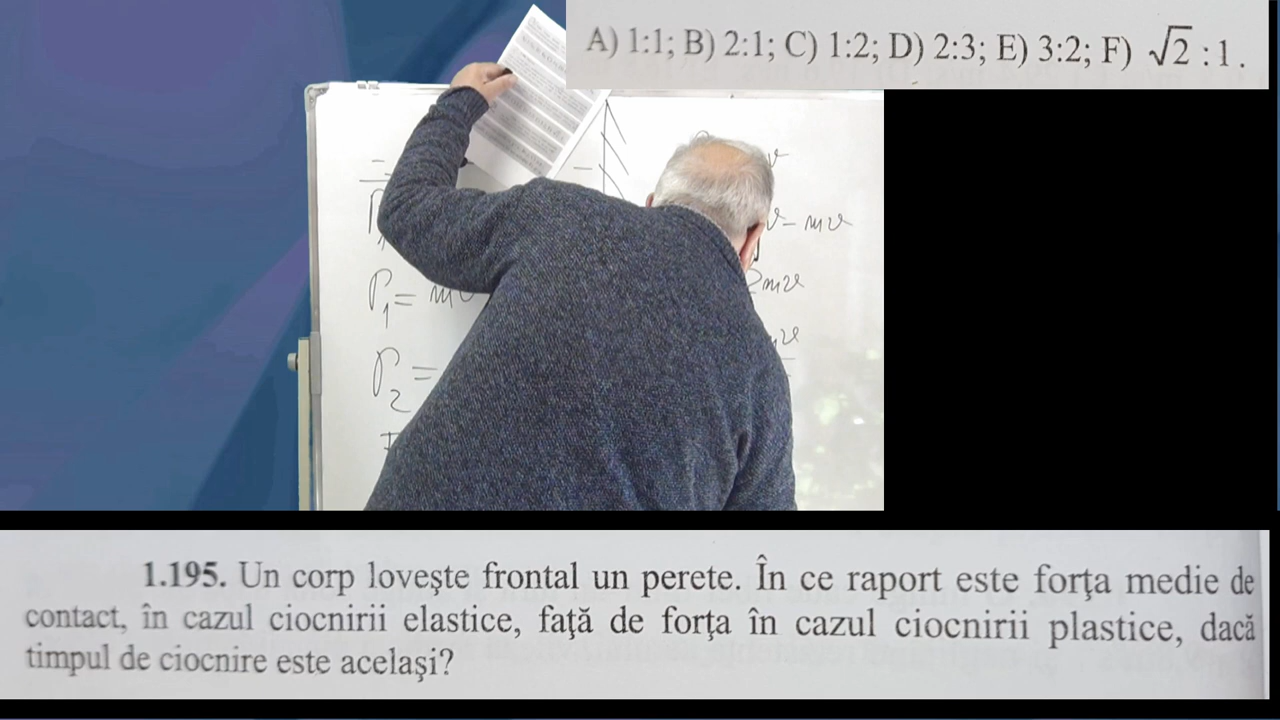 A) 1:1; B) 2:1; C) 1:2; D) 2:3; E) 3:2; F) √2 : 1.
v - mv
P₁ = m
2mv
P₂ =
1.195. Un corp loveşte frontal un perete. În ce raport este forţa medie de
contact, în cazul ciocnirii elastice, faţă de forţa în cazul ciocnirii plastice, dacă
timpul de ciocnire este acelaşi?